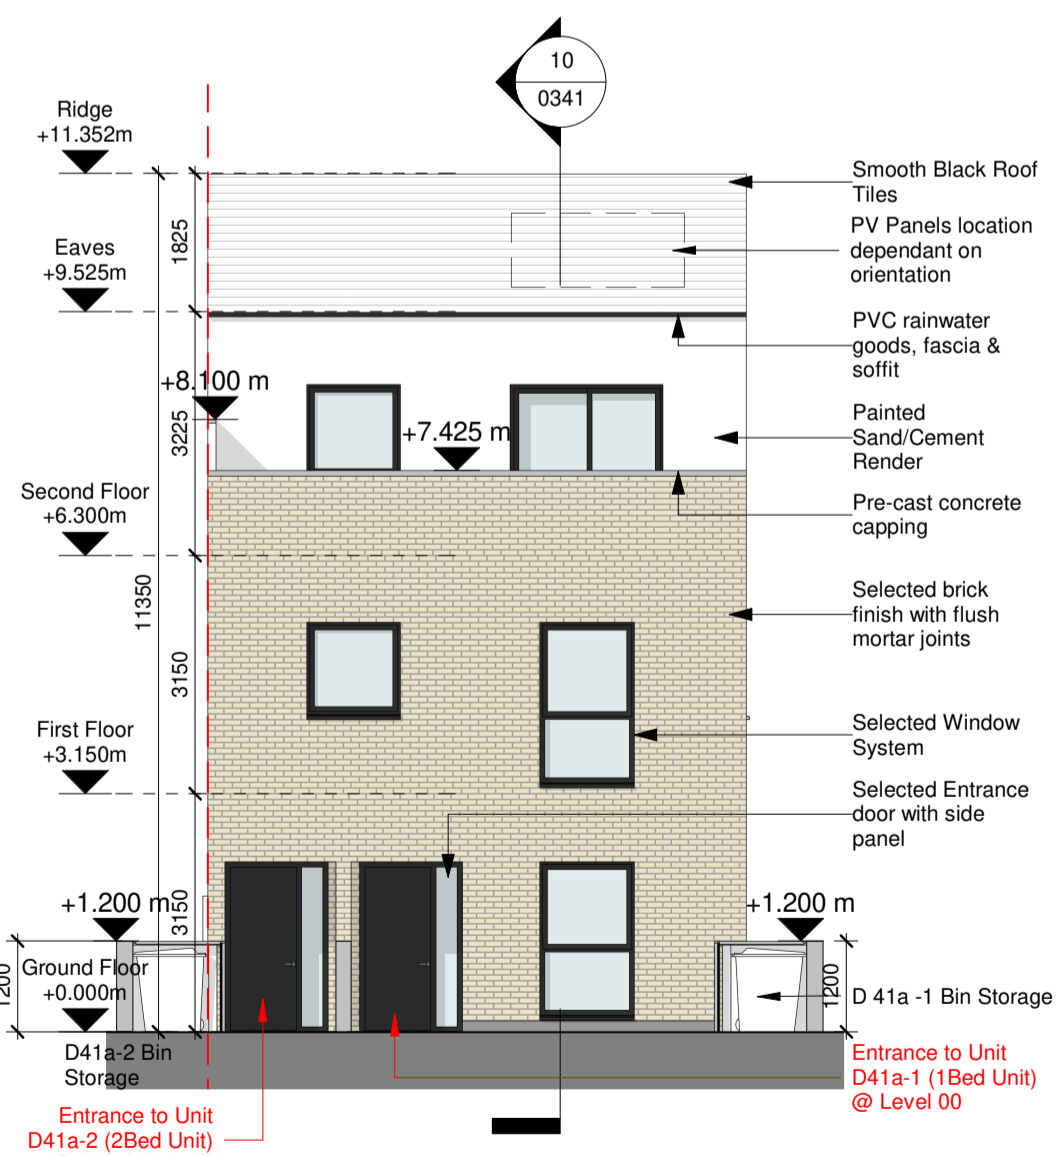 10
0341
Ridge
+11.352m
Smooth Black Roof
Tiles
PV Panels location
dependant on
orientation
1825
Eaves
+9.525m
PVC rainwater
goods, fascia &
soffit
+8.100 m
+7.425 m
3225
Painted
Sand/Cement
Render
Second Floor
+6.300m
Pre-cast concrete
capping
11350
Selected brick
finish with flush
mortar joints
3150
First Floor
+3.150m
Selected Window
System
Selected Entrance
door with side
panel
3150
+1.200 m
+1.200 m
Ground Floor
+0.000m
1200
1200
D 41a -1 Bin Storage
D41a-2 Bin
Storage
Entrance to Unit
D41a-1 (1Bed Unit)
@ Level 00
Entrance to Unit
D41a-2 (2Bed Unit)